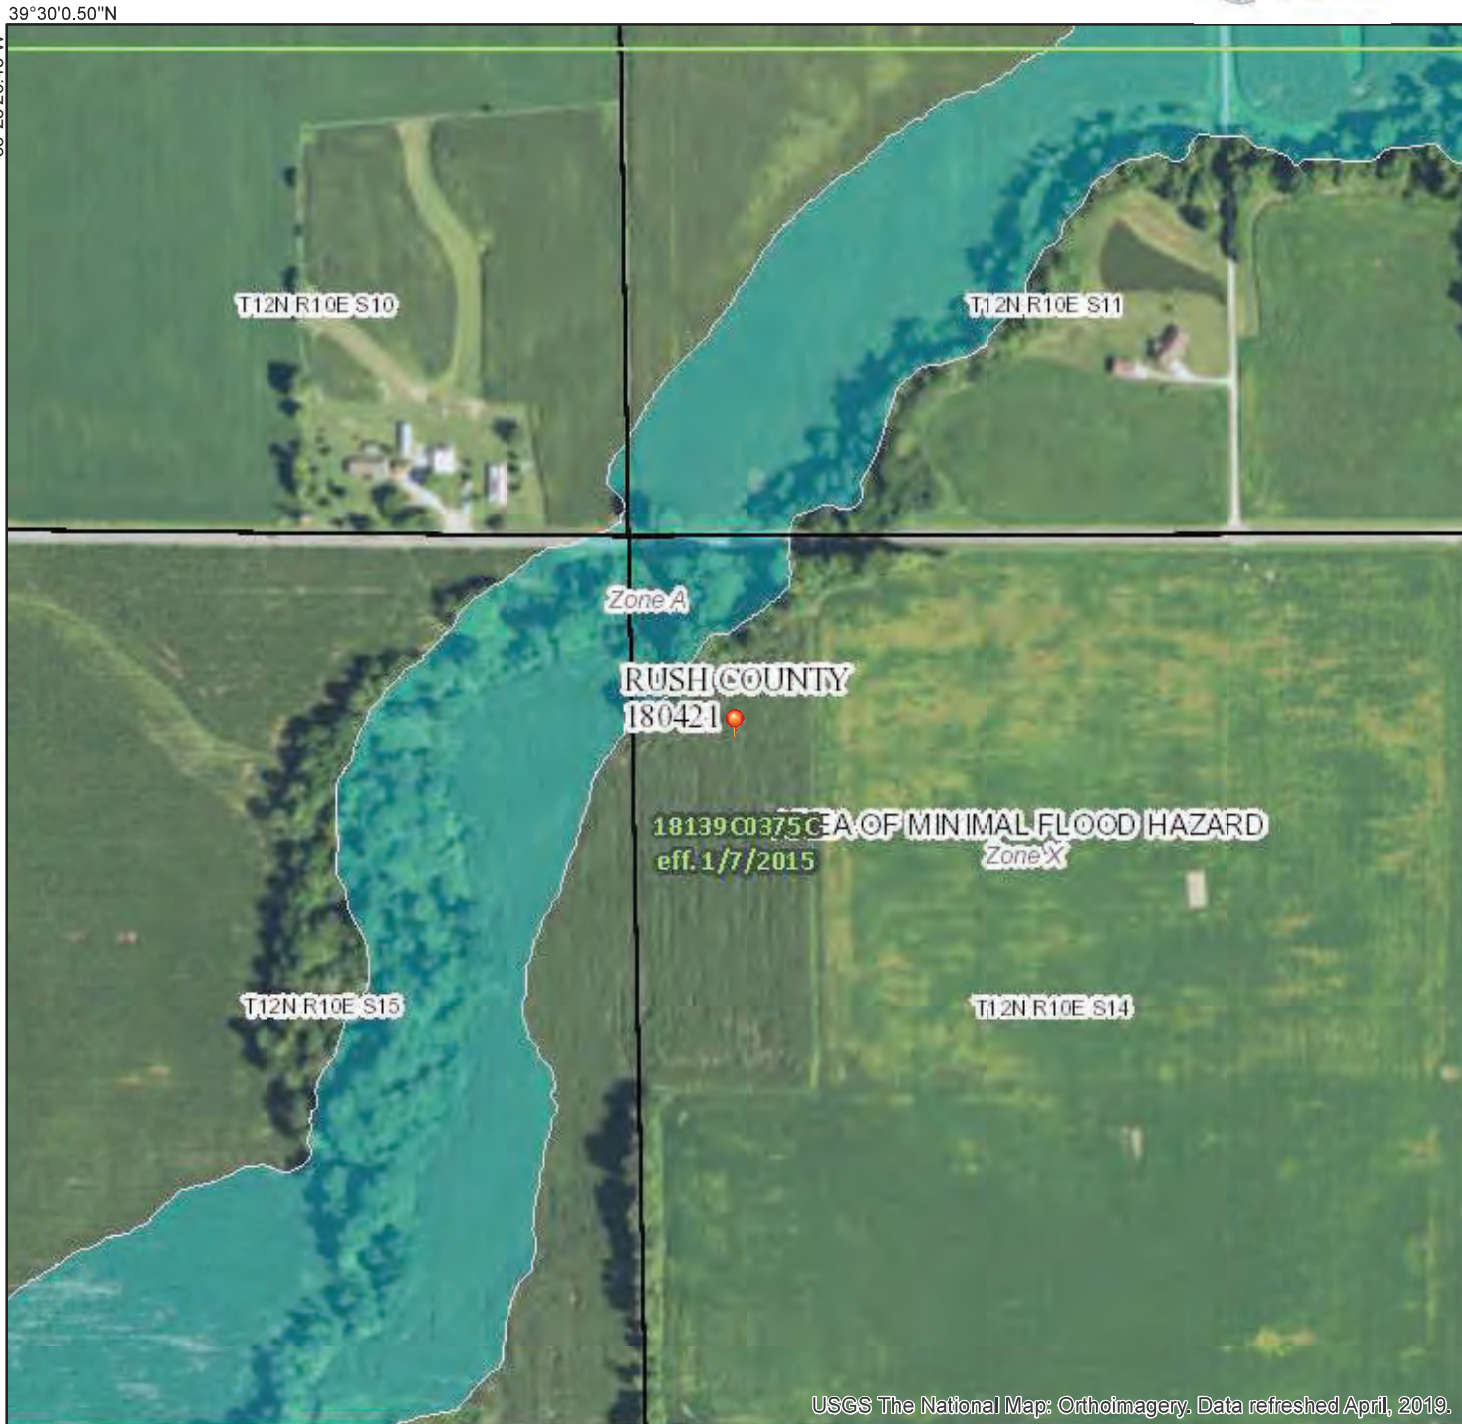 39°30'0.50"N
T12N R10E S10
T12N R10E S11
Zone A
RUSH COUNTY
180421
18139C0375C
EA OF MINIMAL FLOOD HAZARD
eff. 1/7/2015
Zone X
T12N R10E S15
T12N R10E S14
USGS The National Map: Orthoimagery. Data refreshed April, 2019.